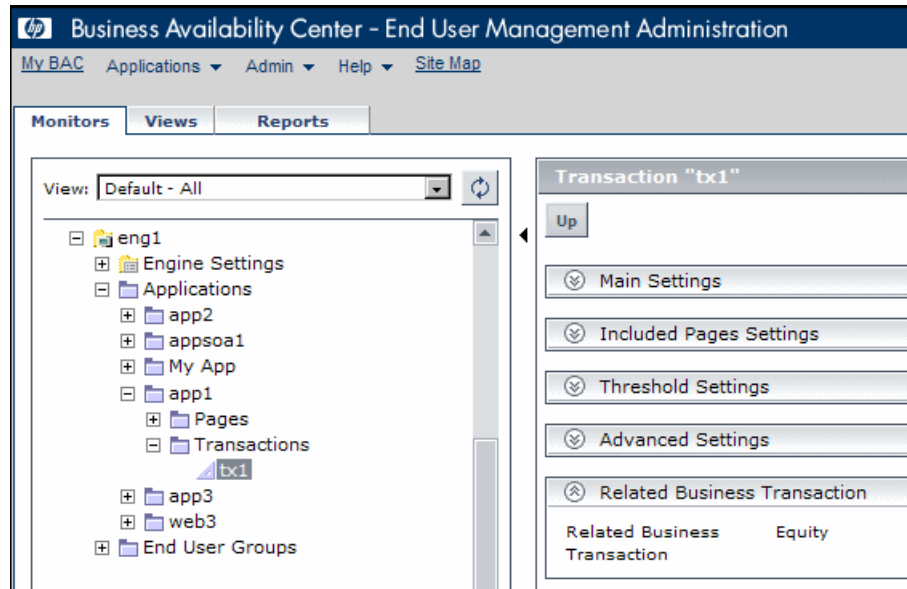 hp Business Availability Center - End User Management Administration
My BAC Applications Admin Help Site Map
Monitors Views Reports
View: Default - All
eng1
Engine Settings
Applications
app2
appsoa1
My App
app1
Pages
Transactions
tx1
app3
web3
End User Groups
Transaction "tx1"
Up
Main Settings
Included Pages Settings
Threshold Settings
Advanced Settings
Related Business Transaction
Related Business Equity
Transaction